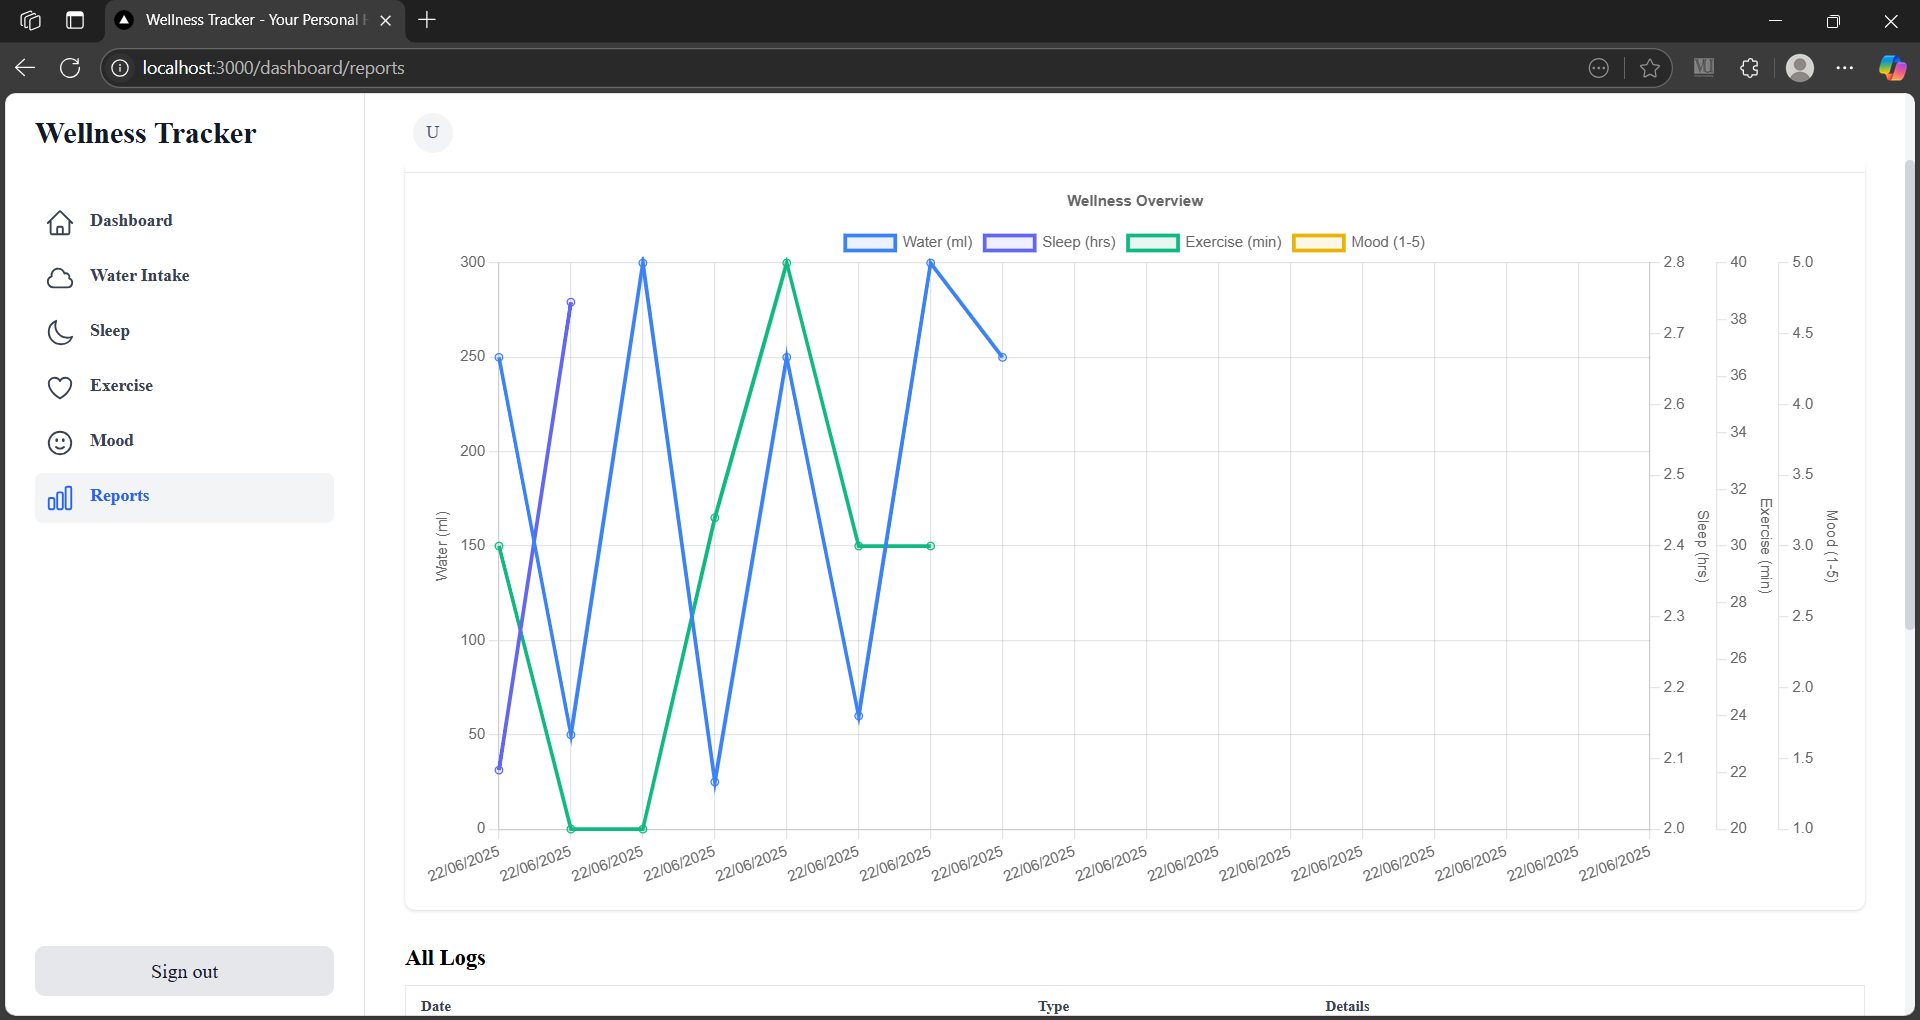 Wellness Tracker - Your Personal
localhost:3000/dashboard/reports
Wellness Tracker
U
Dashboard
Water Intake
Sleep
Exercise
Mood
Reports
Sign out
Wellness Overview
Water (ml) Sleep (hrs) Exercise (min) Mood (1-5)
300 2.8 40 5.0
38
2.7 4.5
250 36
2.6 4.0
34
200
2.5 3.5
32
150 2.4 30 3.0
Water (ml)
Sleep (hrs)
Exercise (min)
Mood (1-5)
28
2.3 2.5
100
26
2.2 2.0
24
50
2.1 1.5
22
0 2.0 20 1.0
22/06/2025 22/06/2025 22/06/2025 22/06/2025 22/06/2025 22/06/2025 22/06/2025 22/06/2025 22/06/2025 22/06/2025 22/06/2025 22/06/2025 22/06/2025 22/06/2025 22/06/2025 22/06/2025 22/06/2025
All Logs
Date Type Details